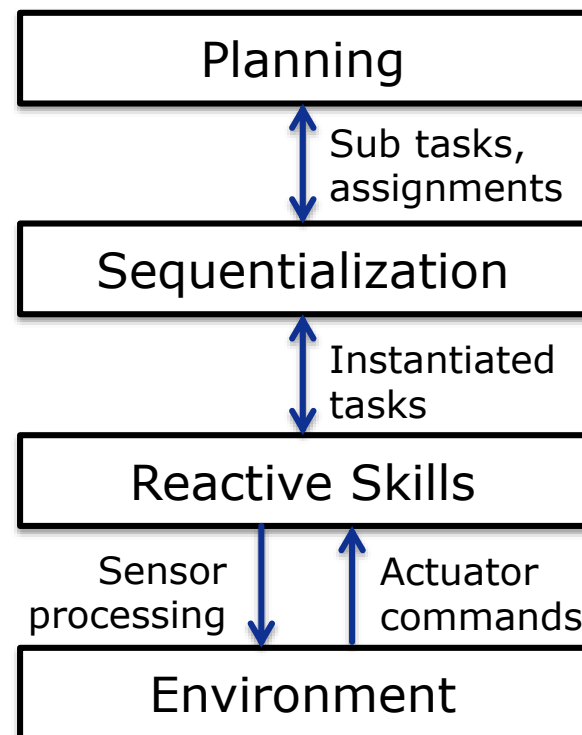 Planning
Sub tasks,
assignments
Sequentialization
Instantiated
tasks
Reactive Skills
Sensor
processing
Actuator
commands
Environment